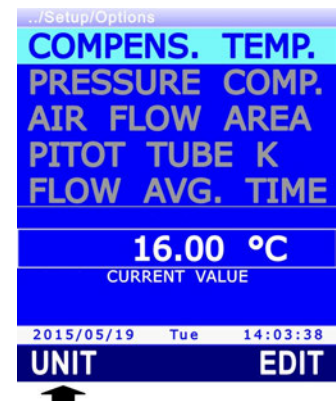 ../Setup/Options
COMPENS. TEMP.
PRESSURE COMP.
AIR FLOW AREA
PITOT TUBE K
FLOW AVG. TIME
16.00 °C
CURRENT VALUE
2015/05/19 Tue 14:03:38
UNIT EDIT